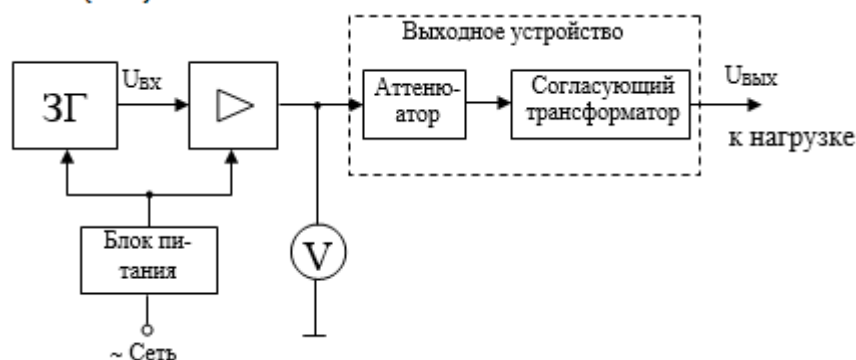 Выходное устройство
ЗГ
Uвх
Аттеню-
атор
Согласующий
трансформатор
Uвых
к нагрузке
Блок пи-
тания
V
~ Сеть